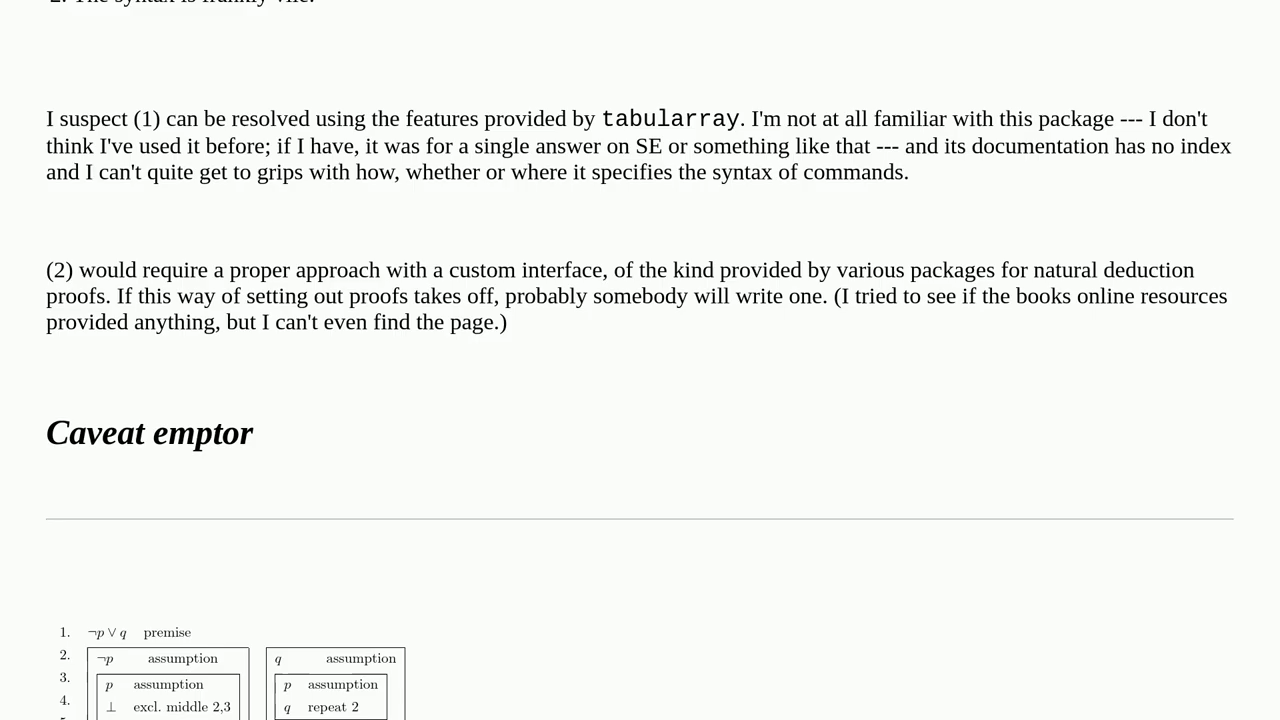 2. The syntax is frankly vile.
I suspect (1) can be resolved using the features provided by tabularray. I'm not at all familiar with this package --- I don't
think I've used it before; if I have, it was for a single answer on SE or something like that --- and its documentation has no index
and I can't quite get to grips with how, whether or where it specifies the syntax of commands.
(2) would require a proper approach with a custom interface, of the kind provided by various packages for natural deduction
proofs. If this way of setting out proofs takes off, probably somebody will write one. (I tried to see if the books online resources
provided anything, but I can't even find the page.)
Caveat emptor
1. ¬p ∨ q premise
2. ¬p assumption q assumption
3. p assumption p assumption
4. ⊥ excl. middle 2,3 q repeat 2